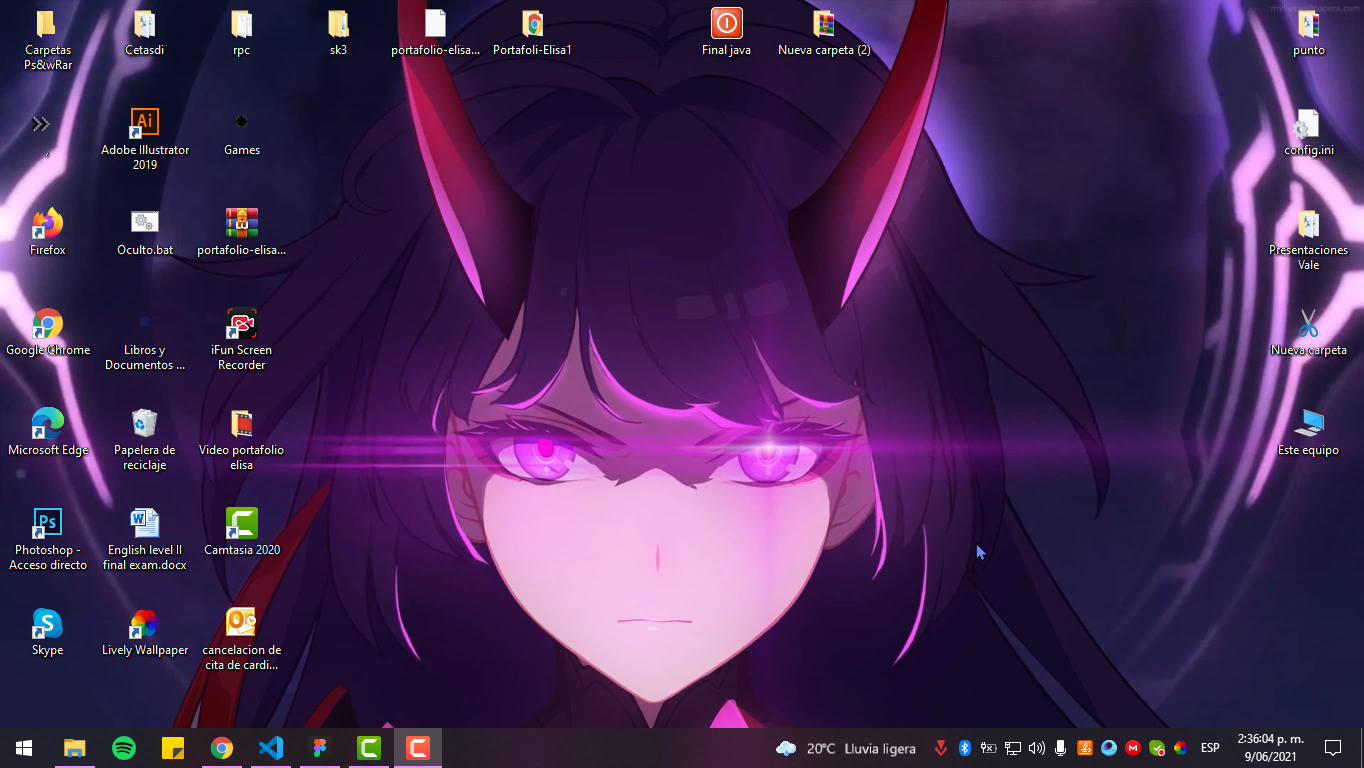 mylivewallpapers.com
Carpetas
Ps&wRar
Cetasdi
rpc
sk3
portafolio-elisa...
Portafoli-Elisa1
Final java
Nueva carpeta (2)
punto
Ai
Adobe Illustrator
2019
Games
config.ini
Firefox
Oculto.bat
portafolio-elisa...
Presentaciones
Vale
Google Chrome
Libros y
Documentos ...
iFun Screen
Recorder
Nueva carpeta
Microsoft Edge
Papelera de
reciclaje
Video portafolio
elisa
Este equipo
Ps
Photoshop -
Acceso directo
W
English level II
final exam.docx
C
Camtasia 2020
S
Skype
Lively Wallpaper
O
cancelacion de
cita de cardi...
C
C
20°C Lluvia ligera
M
ESP
2:36:04 p. m.
9/06/2021